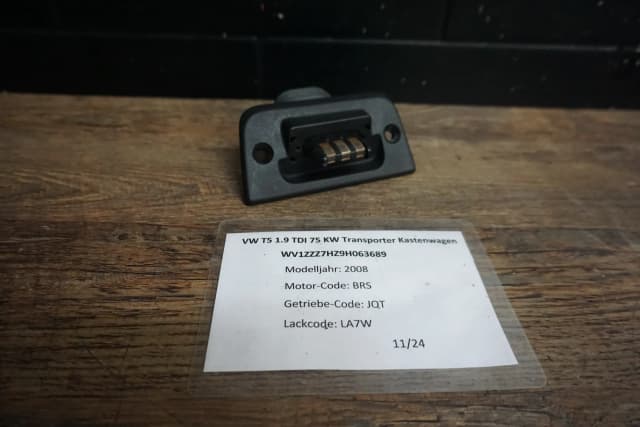 VW T5 1.9 TDI 75 KW Transporter Kastenwagen
WV1ZZZ7HZ9H063689
Modelljahr: 2008
Motor-Code: BRS
Getriebe-Code: JQT
Lackcode: LA7W
11/24